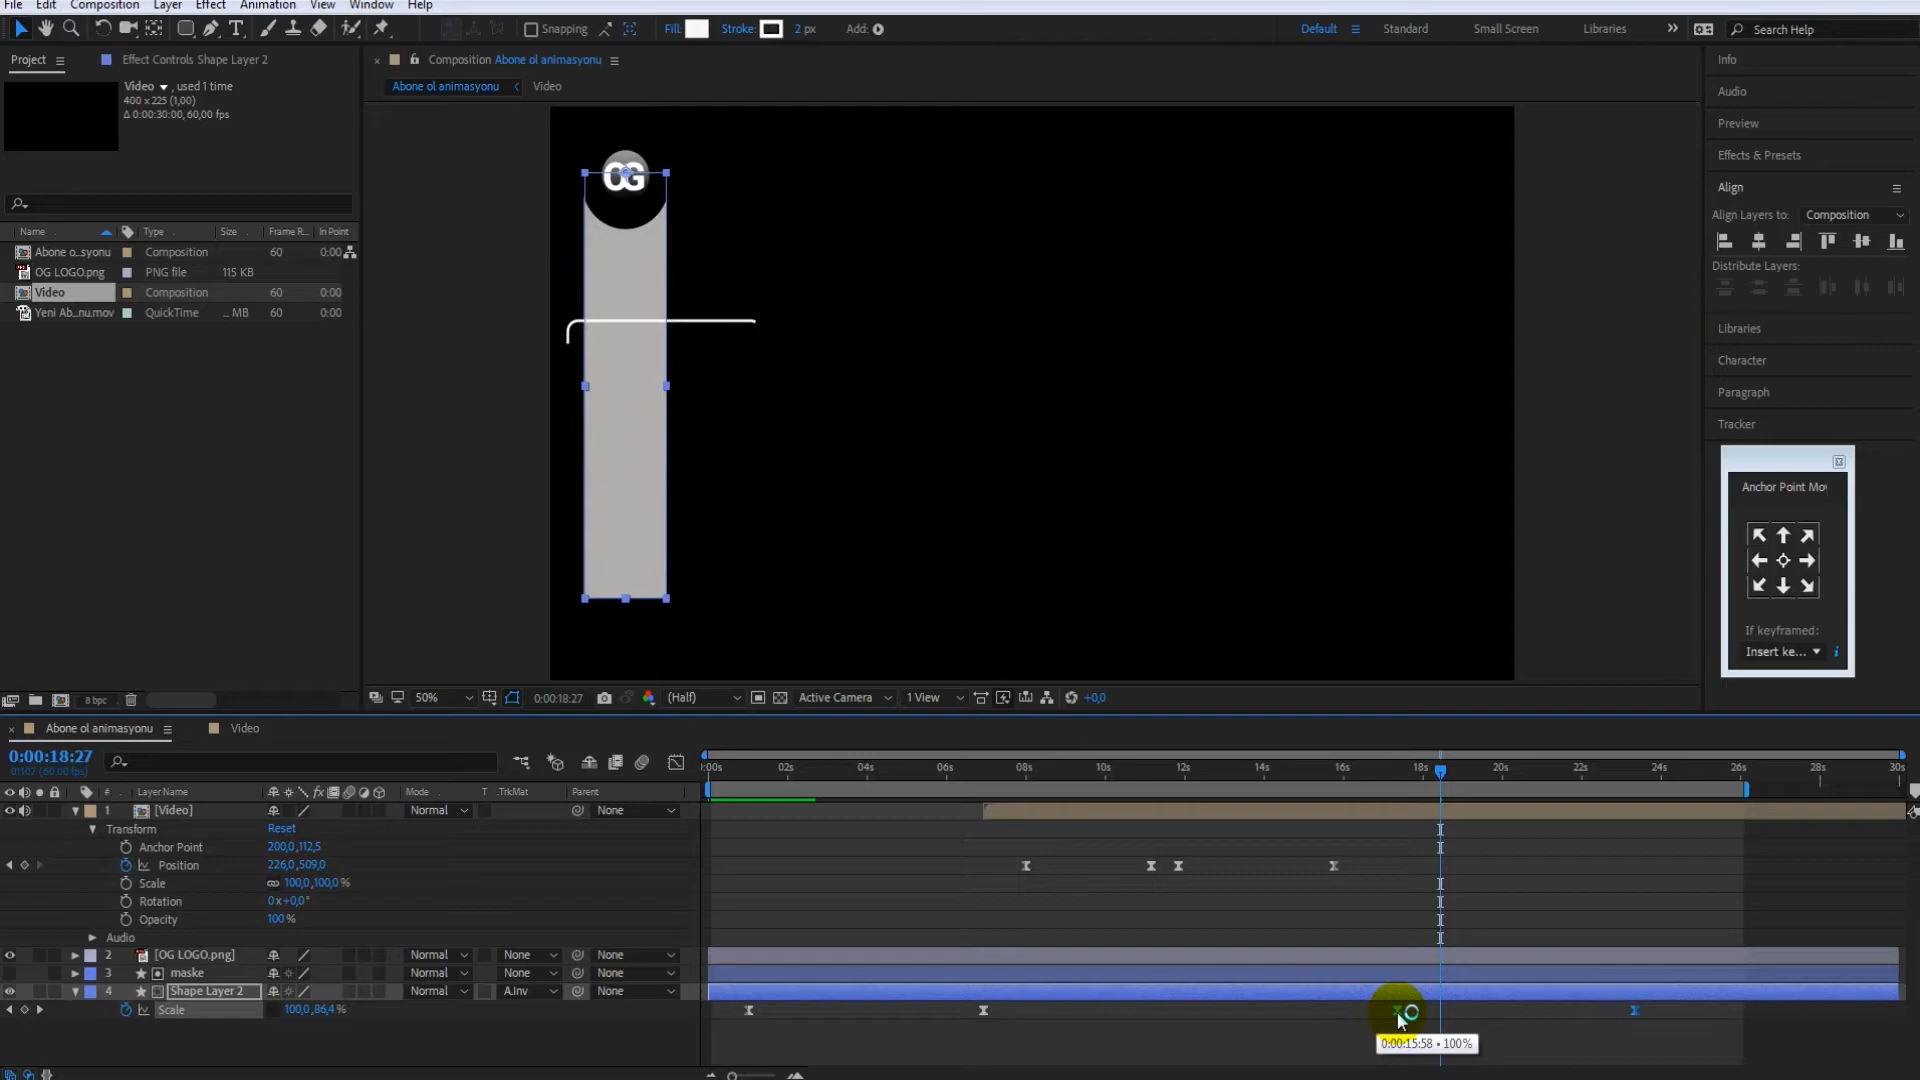 File Edit Composition Layer Effect Animation View Window Help
Snapping Fill: Stroke: 2 px Add: Default Standard Small Screen Libraries Search Help
Project Effect Controls Shape Layer 2 Composition Abone ol animasyonu
Info
Video , used 1 time Abone ol animasyonu Video
400 x 225 (1,00)
Audio
Δ 0:00:30:00, 60,00 fps
Preview
Effects & Presets
OG
Align
Align Layers to: Composition
Name Type Size Frame R... In Point
Abone o..syonu Composition 60 0:00
Distribute Layers:
OG LOGO.png PNG file 115 KB
Video Composition 60 0:00
Yeni Ab...nu.mov QuickTime ... MB 60 0:00
Libraries
Character
Paragraph
Tracker
Anchor Point Mov
If keyframed:
Insert ke...
8 bpc 50% 0:00:18:27 (Half) Active Camera 1 View +0,0
Abone ol animasyonu Video
0:00:18:27
01107 (60.00 fps)
:00s 02s 04s 06s 08s 10s 12s 14s 16s 18s 20s 22s 24s 26s 28s 30s
# Layer Name Mode T .TrkMat Parent
1 [Video] Normal None
Transform Reset
Anchor Point 200,0,112,5
Position 226,0,509,0
Scale 100,0,100,0 %
Rotation 0x+0,0°
Opacity 100 %
Audio
2 [OG LOGO.png] Normal None None
3 maske Normal None None
4 Shape Layer 2 Normal A.Inv None
Scale 100,0,86,4 %
0:00:15:58 • 100%